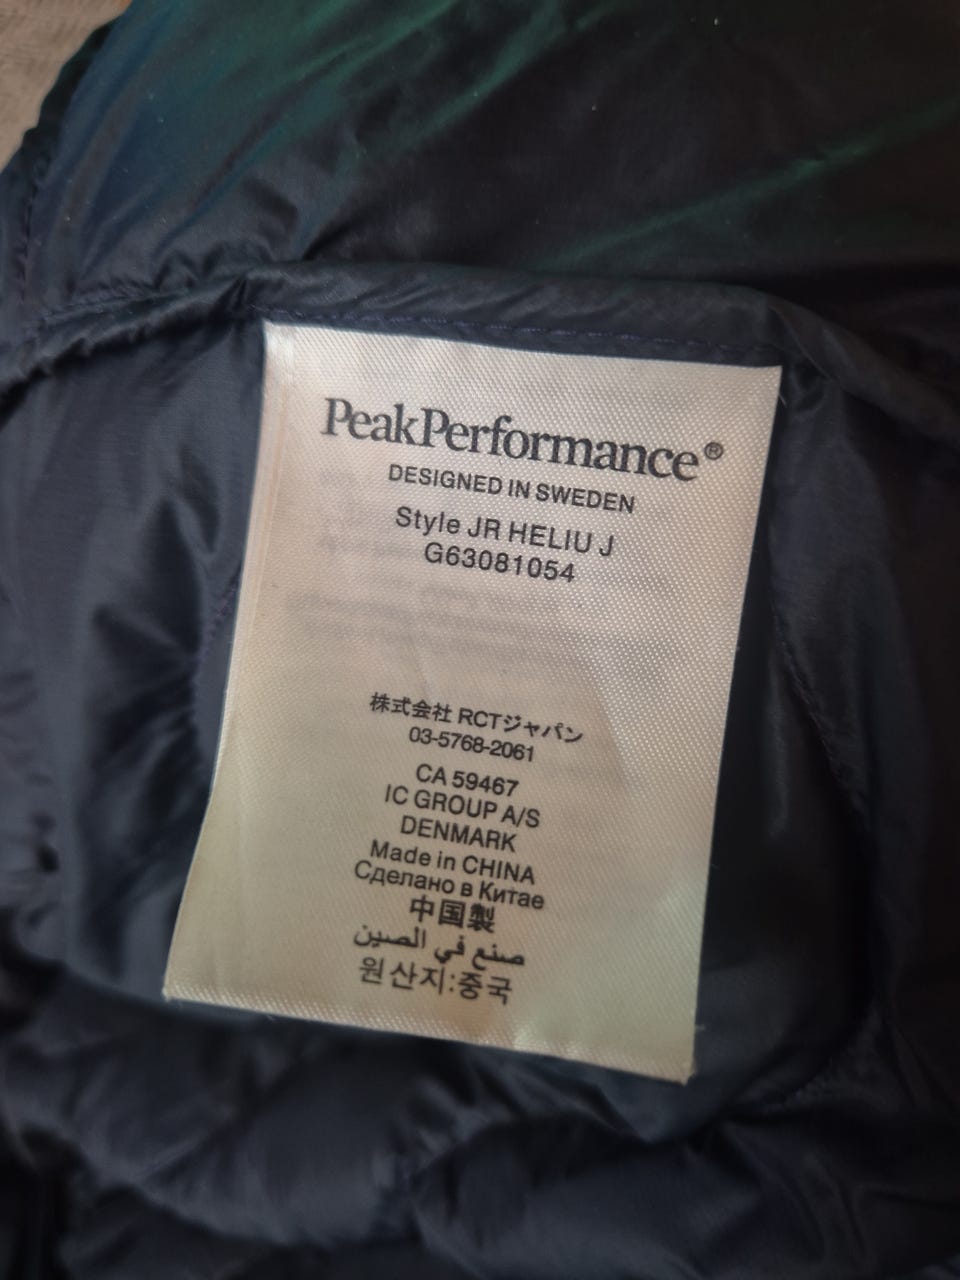 PeakPerformance®
DESIGNED IN SWEDEN
Style JR HELIU J
G63081054
株式会社 RCTジャパン
03-5768-2061
CA 59467
IC GROUP A/S
DENMARK
Made in CHINA
Сделано в Китае
中国製
صنع في الصين
원산지:중국